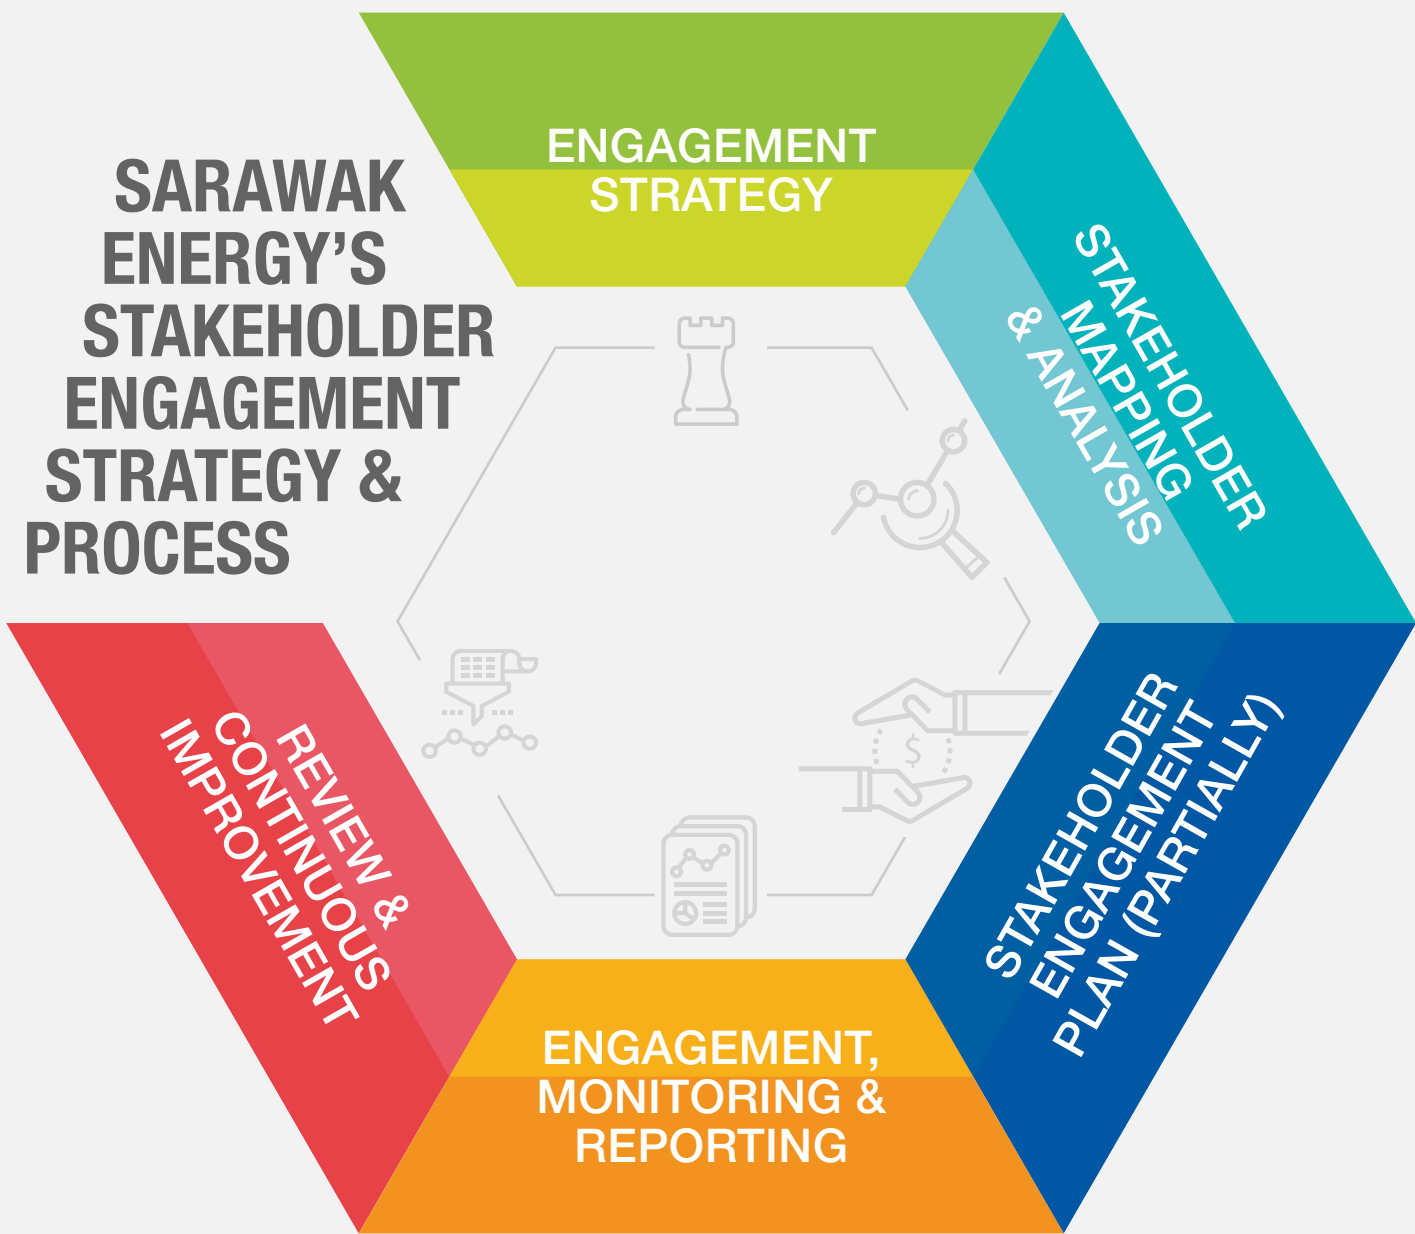 SARAWAK
ENERGY’S
STAKEHOLDER
ENGAGEMENT
STRATEGY &
PROCESS
ENGAGEMENT
STRATEGY
STAKEHOLDER
MAPPING
& ANALYSIS
STAKEHOLDER
ENGAGEMENT
PLAN (PARTIALLY)
ENGAGEMENT,
MONITORING &
REPORTING
REVIEW &
CONTINUOUS
IMPROVEMENT
$